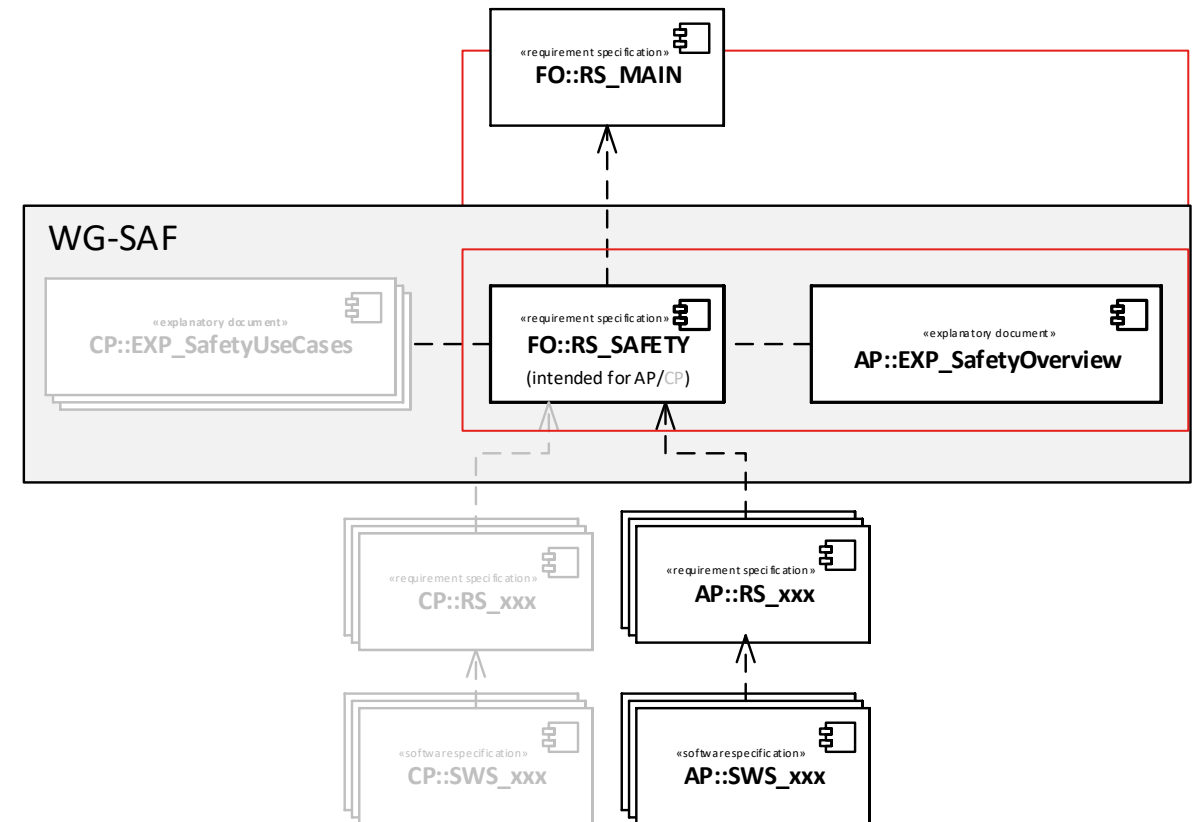 «requirement specification»
FO::RS_MAIN
WG-SAF
«explanatory document»
CP::EXP_SafetyUseCases
«requirement specification»
FO::RS_SAFETY
(intended for AP/CP)
«explanatory document»
AP::EXP_SafetyOverview
«requirement specification»
CP::RS_xxx
«requirement specification»
AP::RS_xxx
«softwarespecification»
CP::SWS_xxx
«softwarespecification»
AP::SWS_xxx